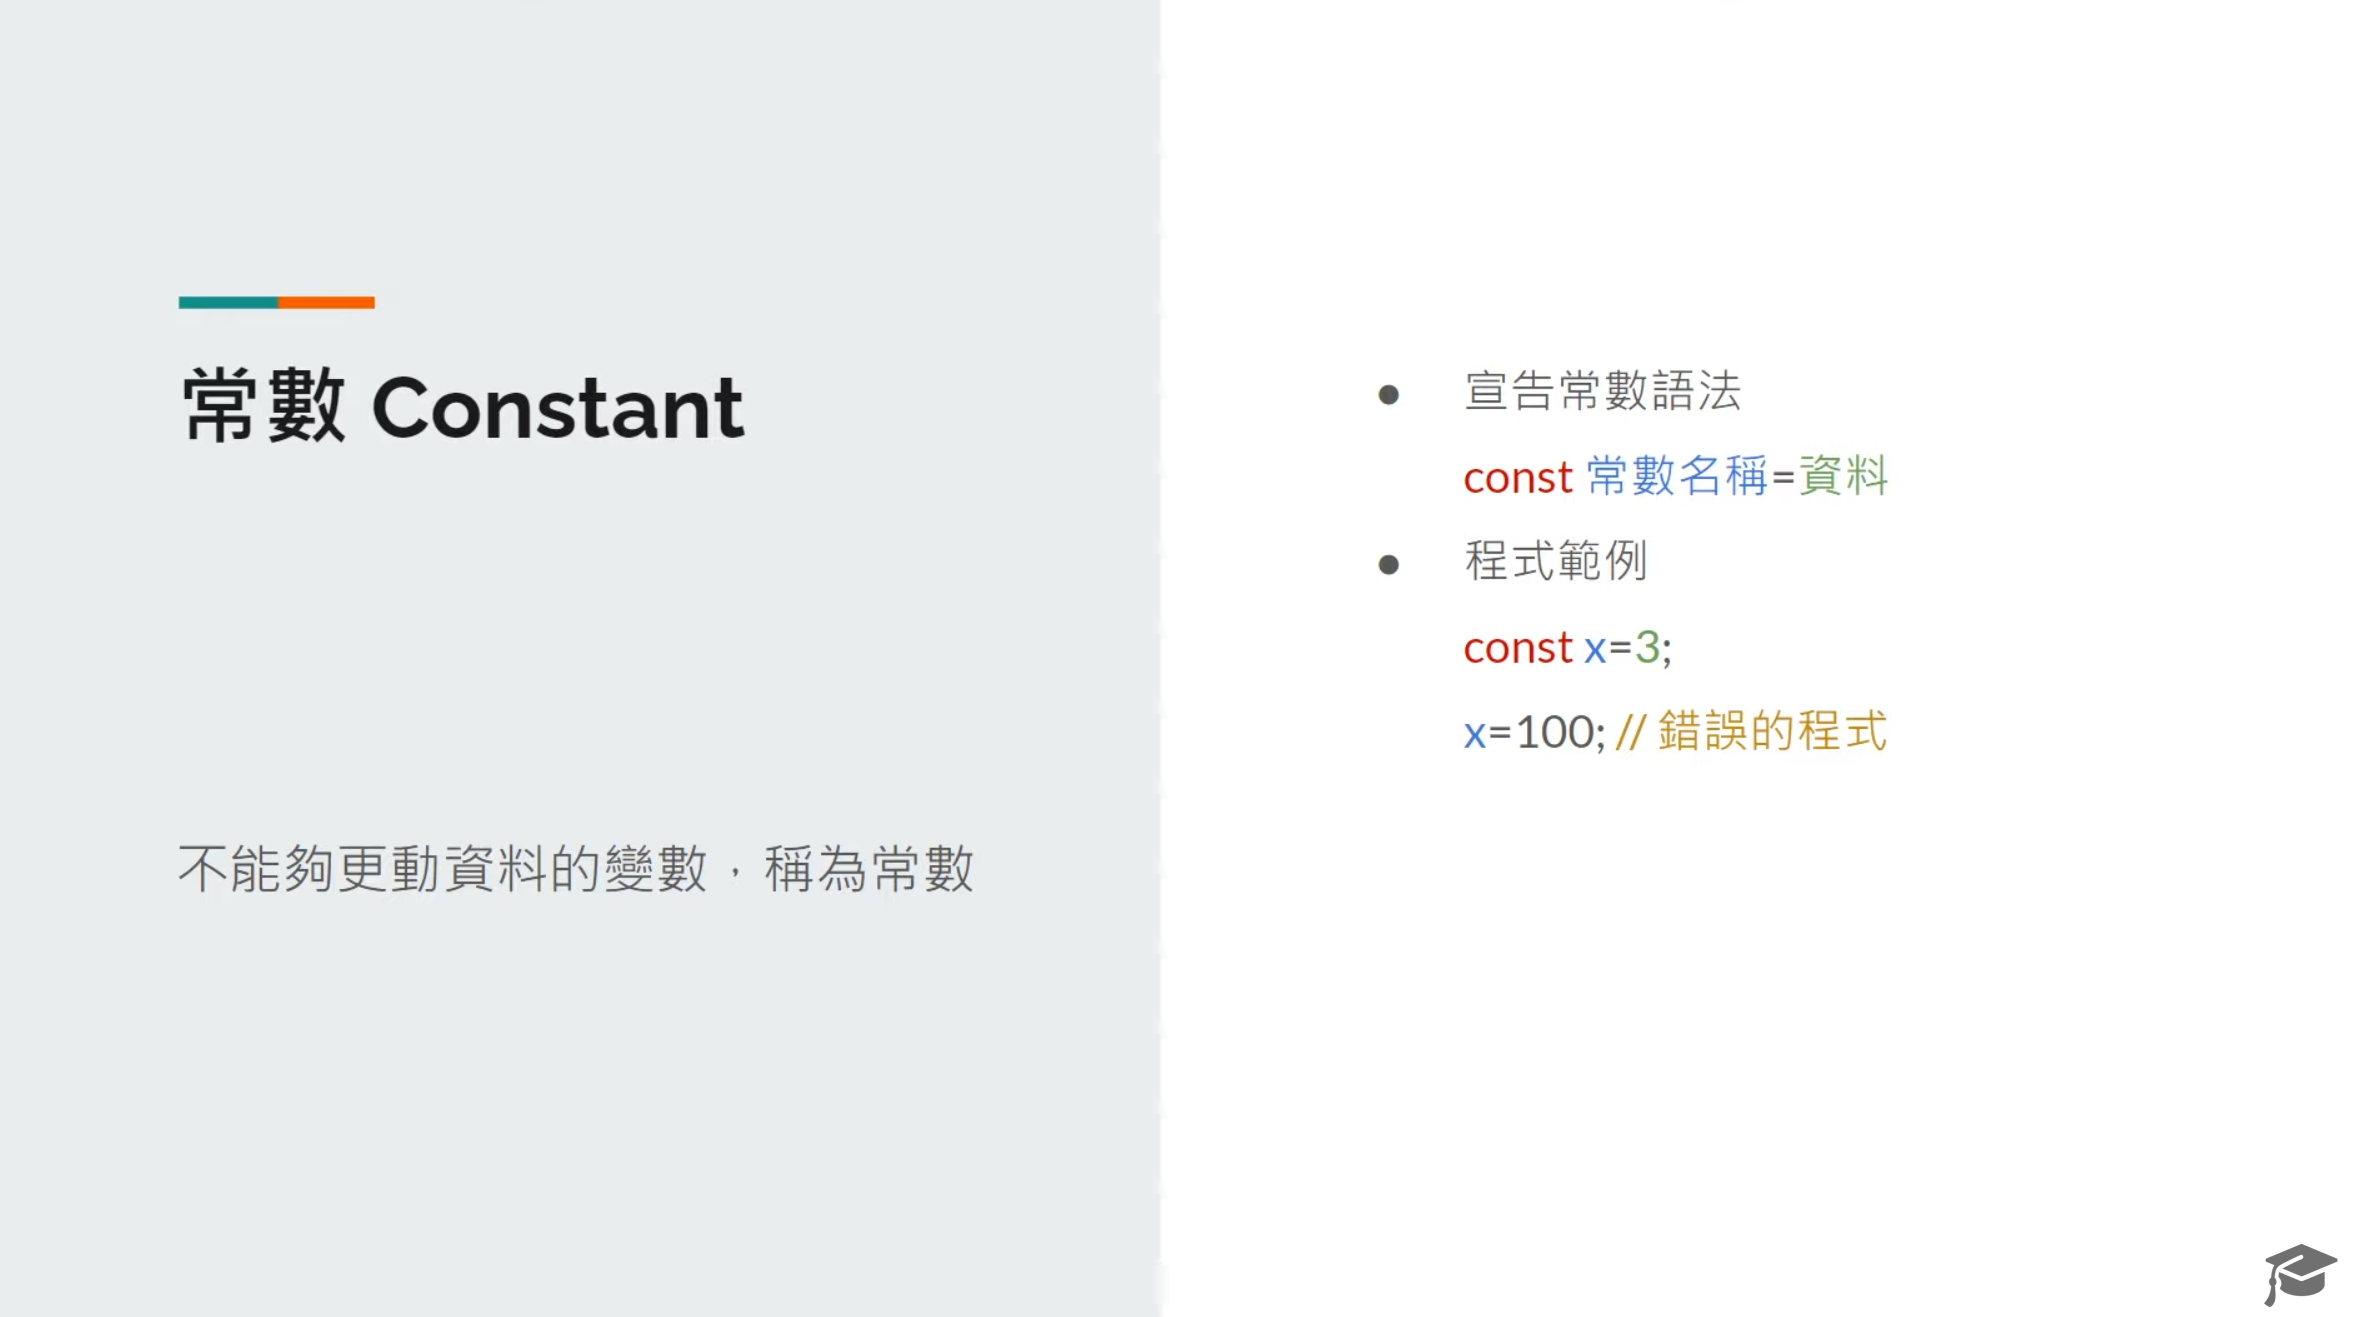 常數 Constant
不能夠更動資料的變數，稱為常數
● 宣告常數語法
const 常數名稱=資料
● 程式範例
const x=3;
x=100; // 錯誤的程式